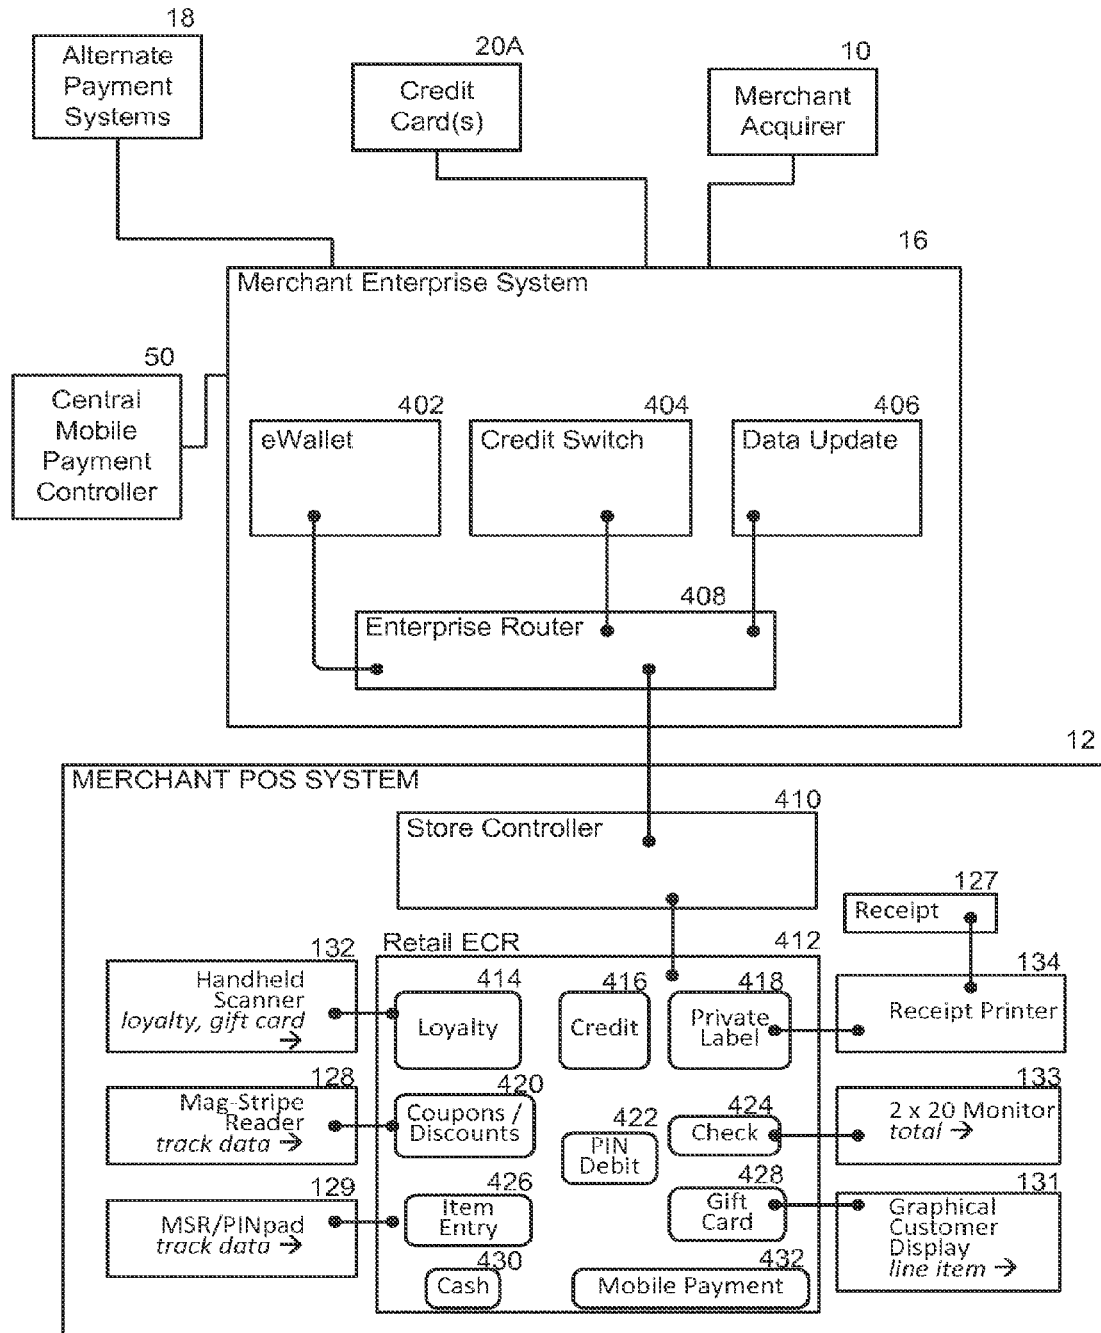 18
Alternate
Payment
Systems
20A
Credit
Card(s)
10
Merchant
Acquirer
16
Merchant Enterprise System
50
Central
Mobile
Payment
Controller
402
eWallet
404
Credit Switch
406
Data Update
408
Enterprise Router
12
MERCHANT POS SYSTEM
410
Store Controller
127
Receipt
Retail ECR
412
132
Handheld
Scanner
loyalty, gift card
→
414
Loyalty
416
Credit
418
Private
Label
134
Receipt Printer
128
Mag-Stripe
Reader
track data →
420
Coupons /
Discounts
422
PIN
Debit
424
Check
133
2 x 20 Monitor
total →
129
MSR/PINpad
track data →
426
Item
Entry
428
Gift
Card
131
Graphical
Customer
Display
line item →
430
Cash
432
Mobile Payment